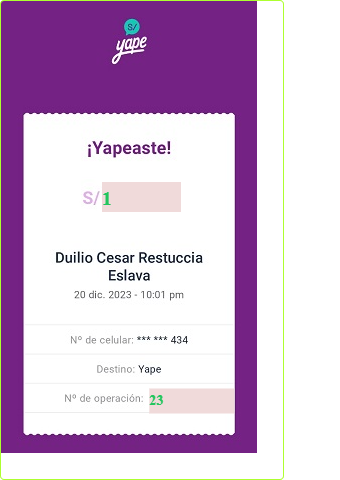 S/
yape
¡Yapeaste!
S/ 1
Duilio Cesar Restuccia
Eslava
20 dic. 2023 - 10:01 pm
Nº de celular: *** *** 434
Destino: Yape
Nº de operación: 23